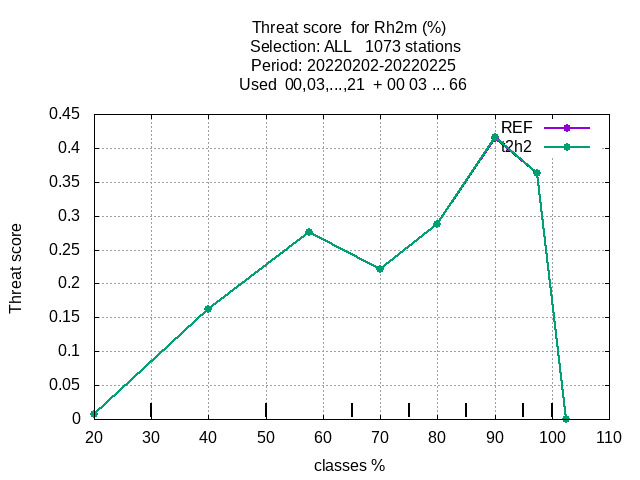 Threat score  for Rh2m (%)
Selection: ALL   1073 stations
Period: 20220202-20220225
Used  00,03,...,21  + 00 03 ... 66
0.45
0.4
0.35
0.3
0.25
0.2
0.15
0.1
0.05
0
Threat score
REF
t2h2
20 30 40 50 60 70 80 90 100 110
classes %